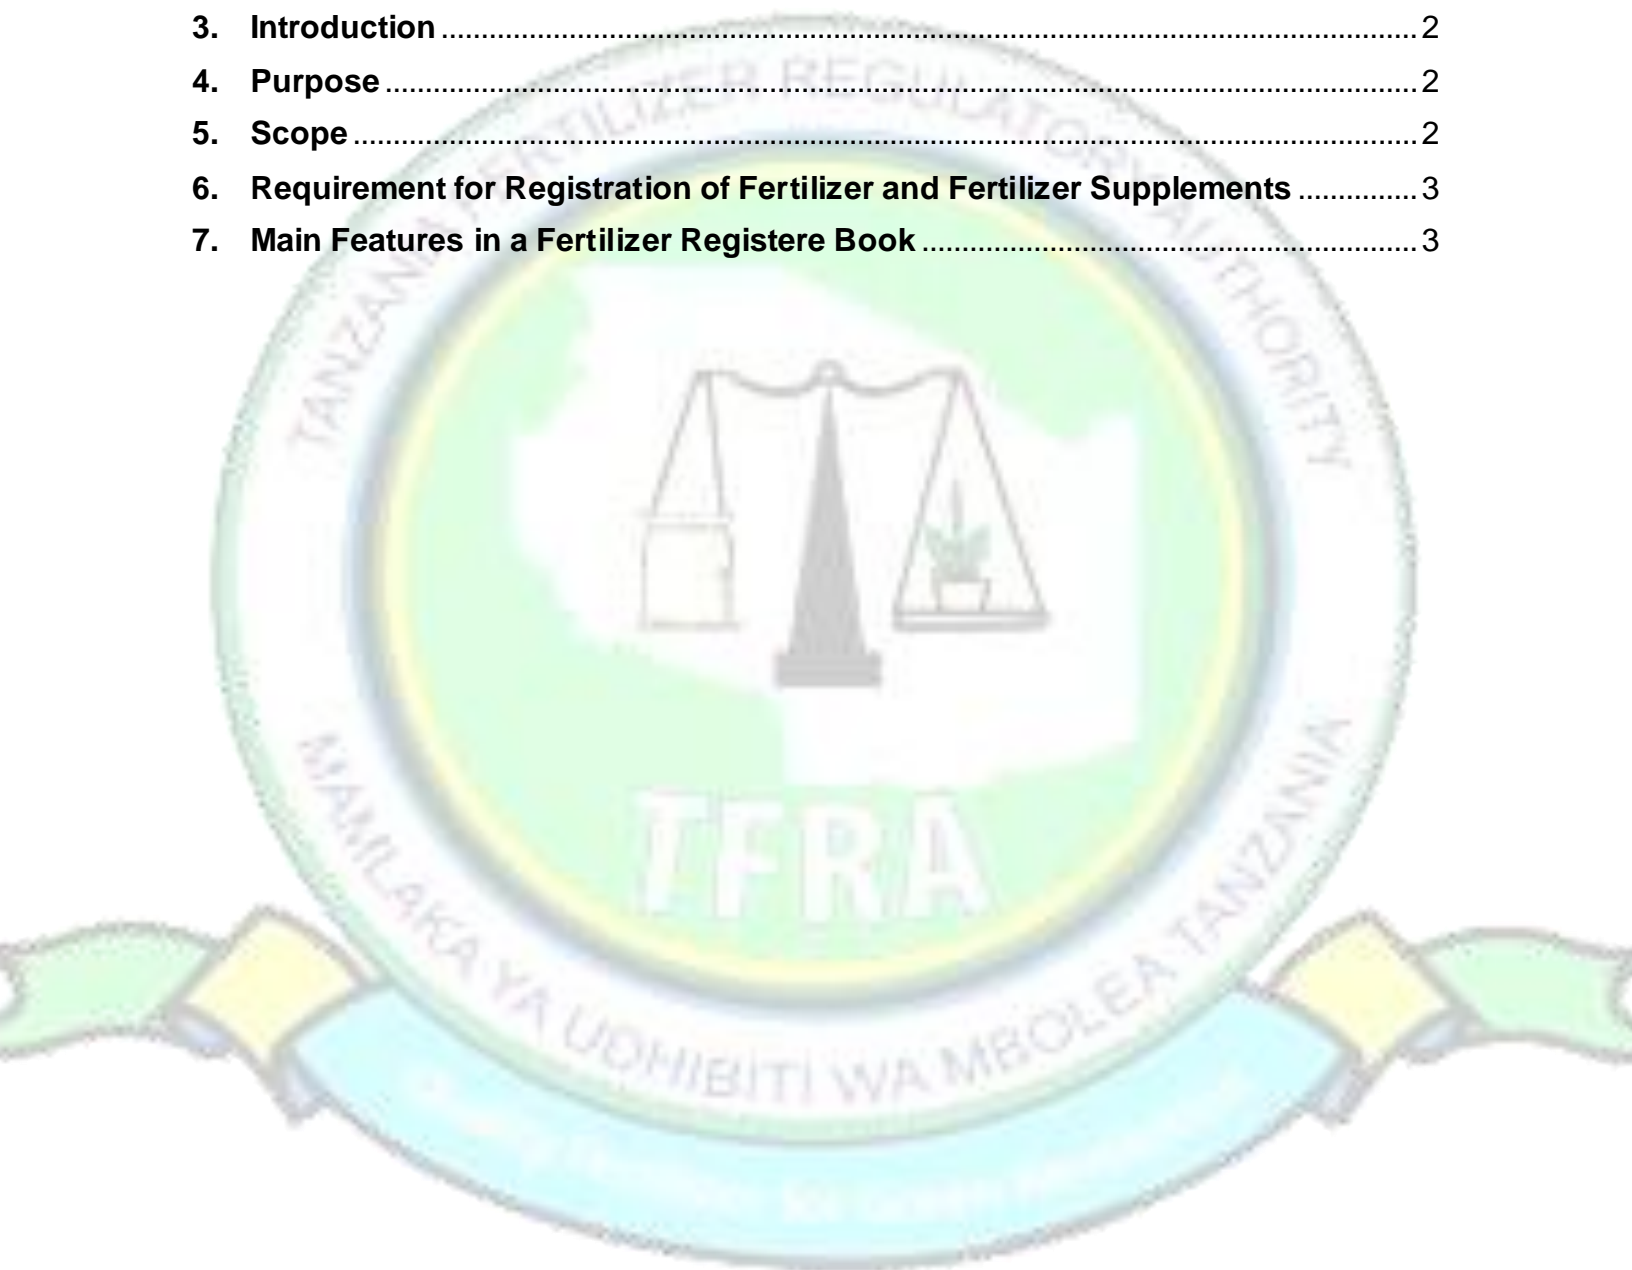 3. Introduction ........................................................................................................................ 2
4. Purpose ............................................................................................................................... 2
5. Scope ................................................................................................................................... 2
6. Requirement for Registration of Fertilizer and Fertilizer Supplements ............... 3
7. Main Features in a Fertilizer Registere Book ............................................................. 3
TANZANIA FERTILIZER REGULATORY AUTHORITY
TFRA
MAMLAKA YA UDHIBITI WA MBOLEA TANZANIA